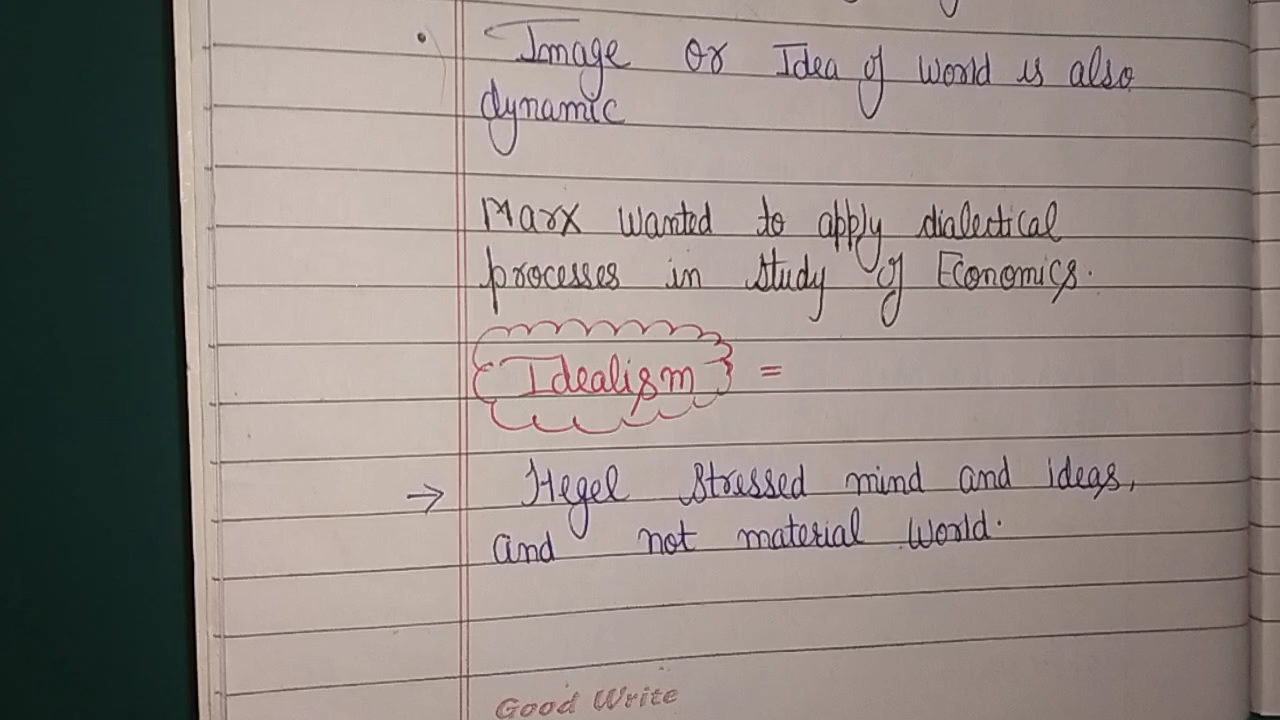 • Image or Idea of world is also
dynamic
Marx wanted to apply dialectical
processes in study of Economics.
Idealism =
→ Hegel stressed mind and ideas,
and not material world.
Good Write